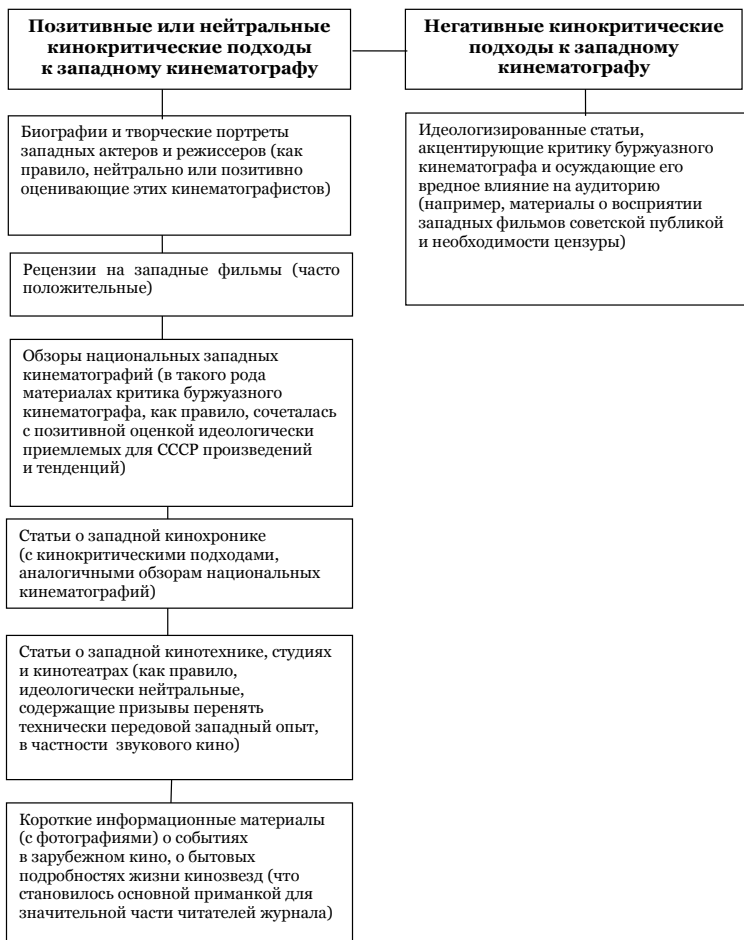 Позитивные или нейтральные
кинокритические подходы
к западному кинематографу
Негативные кинокритические
подходы к западному
кинематографу
Биографии и творческие портреты
западных актеров и режиссеров (как
правило, нейтрально или позитивно
оценивающие этих кинематографистов)
Идеологизированные статьи,
акцентирующие критику буржуазного
кинематографа и осуждающие его
вредное влияние на аудиторию
(например, материалы о восприятии
западных фильмов советской публикой
и необходимости цензуры)
Рецензии на западные фильмы (часто
положительные)
Обзоры национальных западных
кинематографий (в такого рода
материалах критика буржуазного
кинематографа, как правило, сочеталась
с позитивной оценкой идеологически
приемлемых для СССР произведений
и тенденций)
Статьи о западной кинохронике
(с кинокритическими подходами,
аналогичными обзорам национальных
кинематографий)
Статьи о западной кинотехнике, студиях
и кинотеатрах (как правило,
идеологически нейтральные,
содержащие призывы перенять
технически передовой западный опыт,
в частности звукового кино)
Короткие информационные материалы
(с фотографиями) о событиях
в зарубежном кино, о бытовых
подробностях жизни кинозвезд (что
становилось основной приманкой для
значительной части читателей журнала)